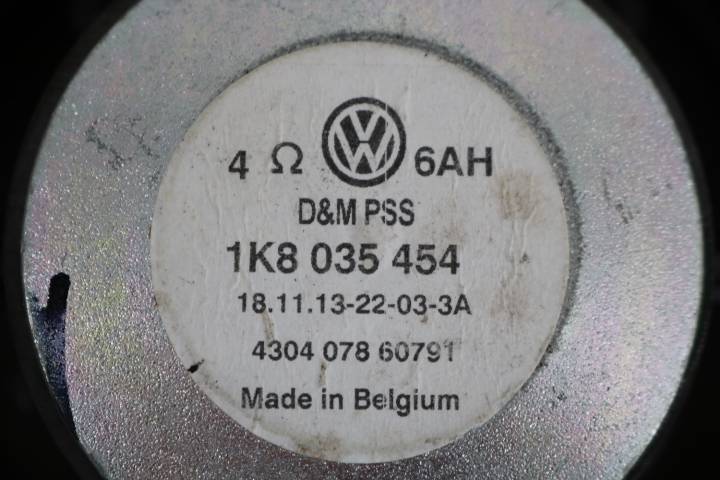 4 Ω VW 6AH
D&M PSS
1K8 035 454
18.11.13-22-03-3A
4304 078 60791
Made in Belgium